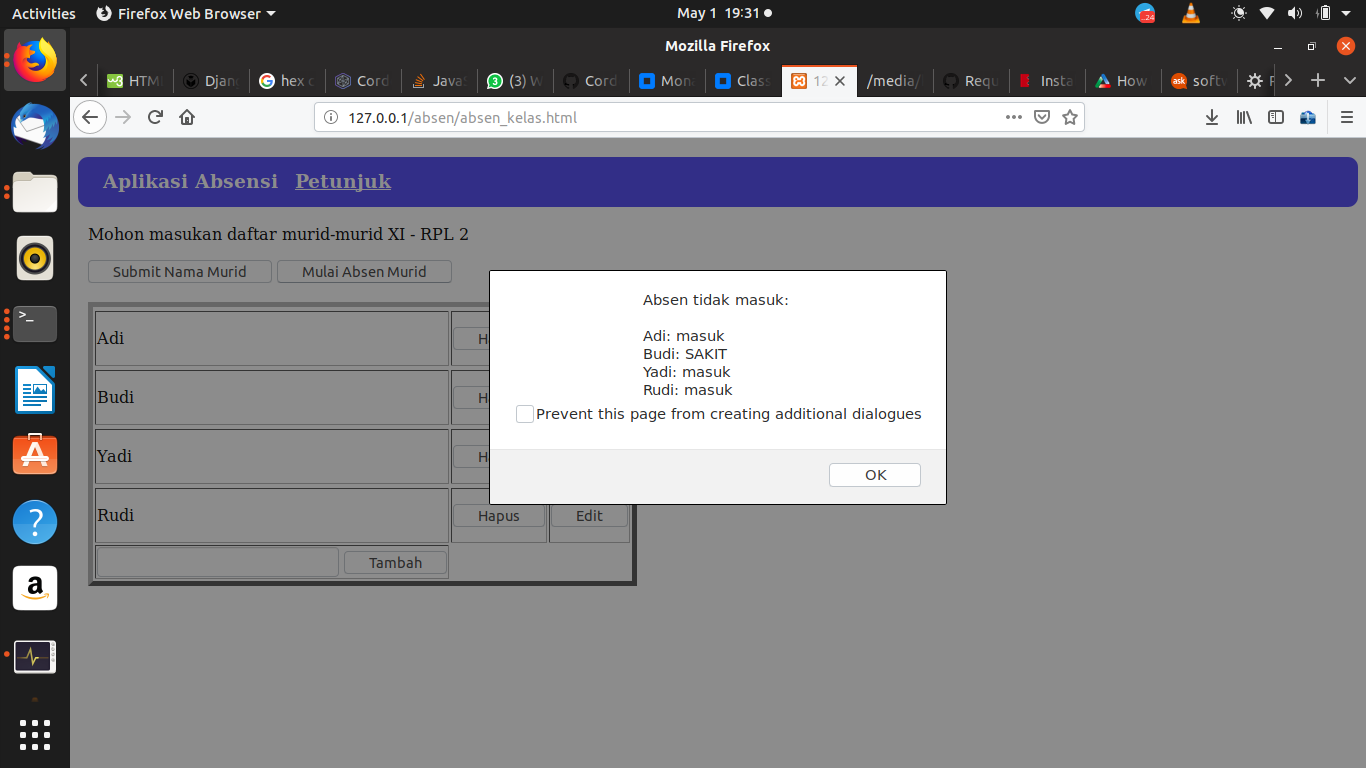 Activities Firefox Web Browser May 1 19:31
24
Mozilla Firefox
HTM Djan hex c Cord Java (3) W Cord Mon Class 12 /media/ Requ Insta How softw
127.0.0.1/absen/absen_kelas.html
Aplikasi Absensi Petunjuk
Mohon masukan daftar murid-murid XI - RPL 2
Submit Nama Murid Mulai Absen Murid
Absen tidak masuk:
Adi: masuk
Budi: SAKIT
Yadi: masuk
Rudi: masuk
Prevent this page from creating additional dialogues
OK
Adi H
Budi H
Yadi H
Rudi Hapus Edit
Tambah